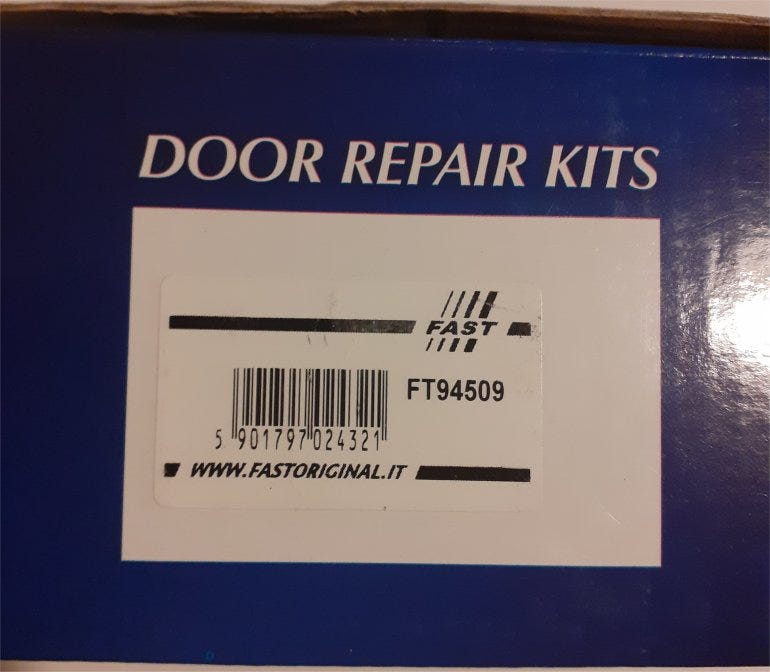 DOOR REPAIR KITS
FAST
FT94509
5 901797 024321
WWW.FASTORIGINAL.IT